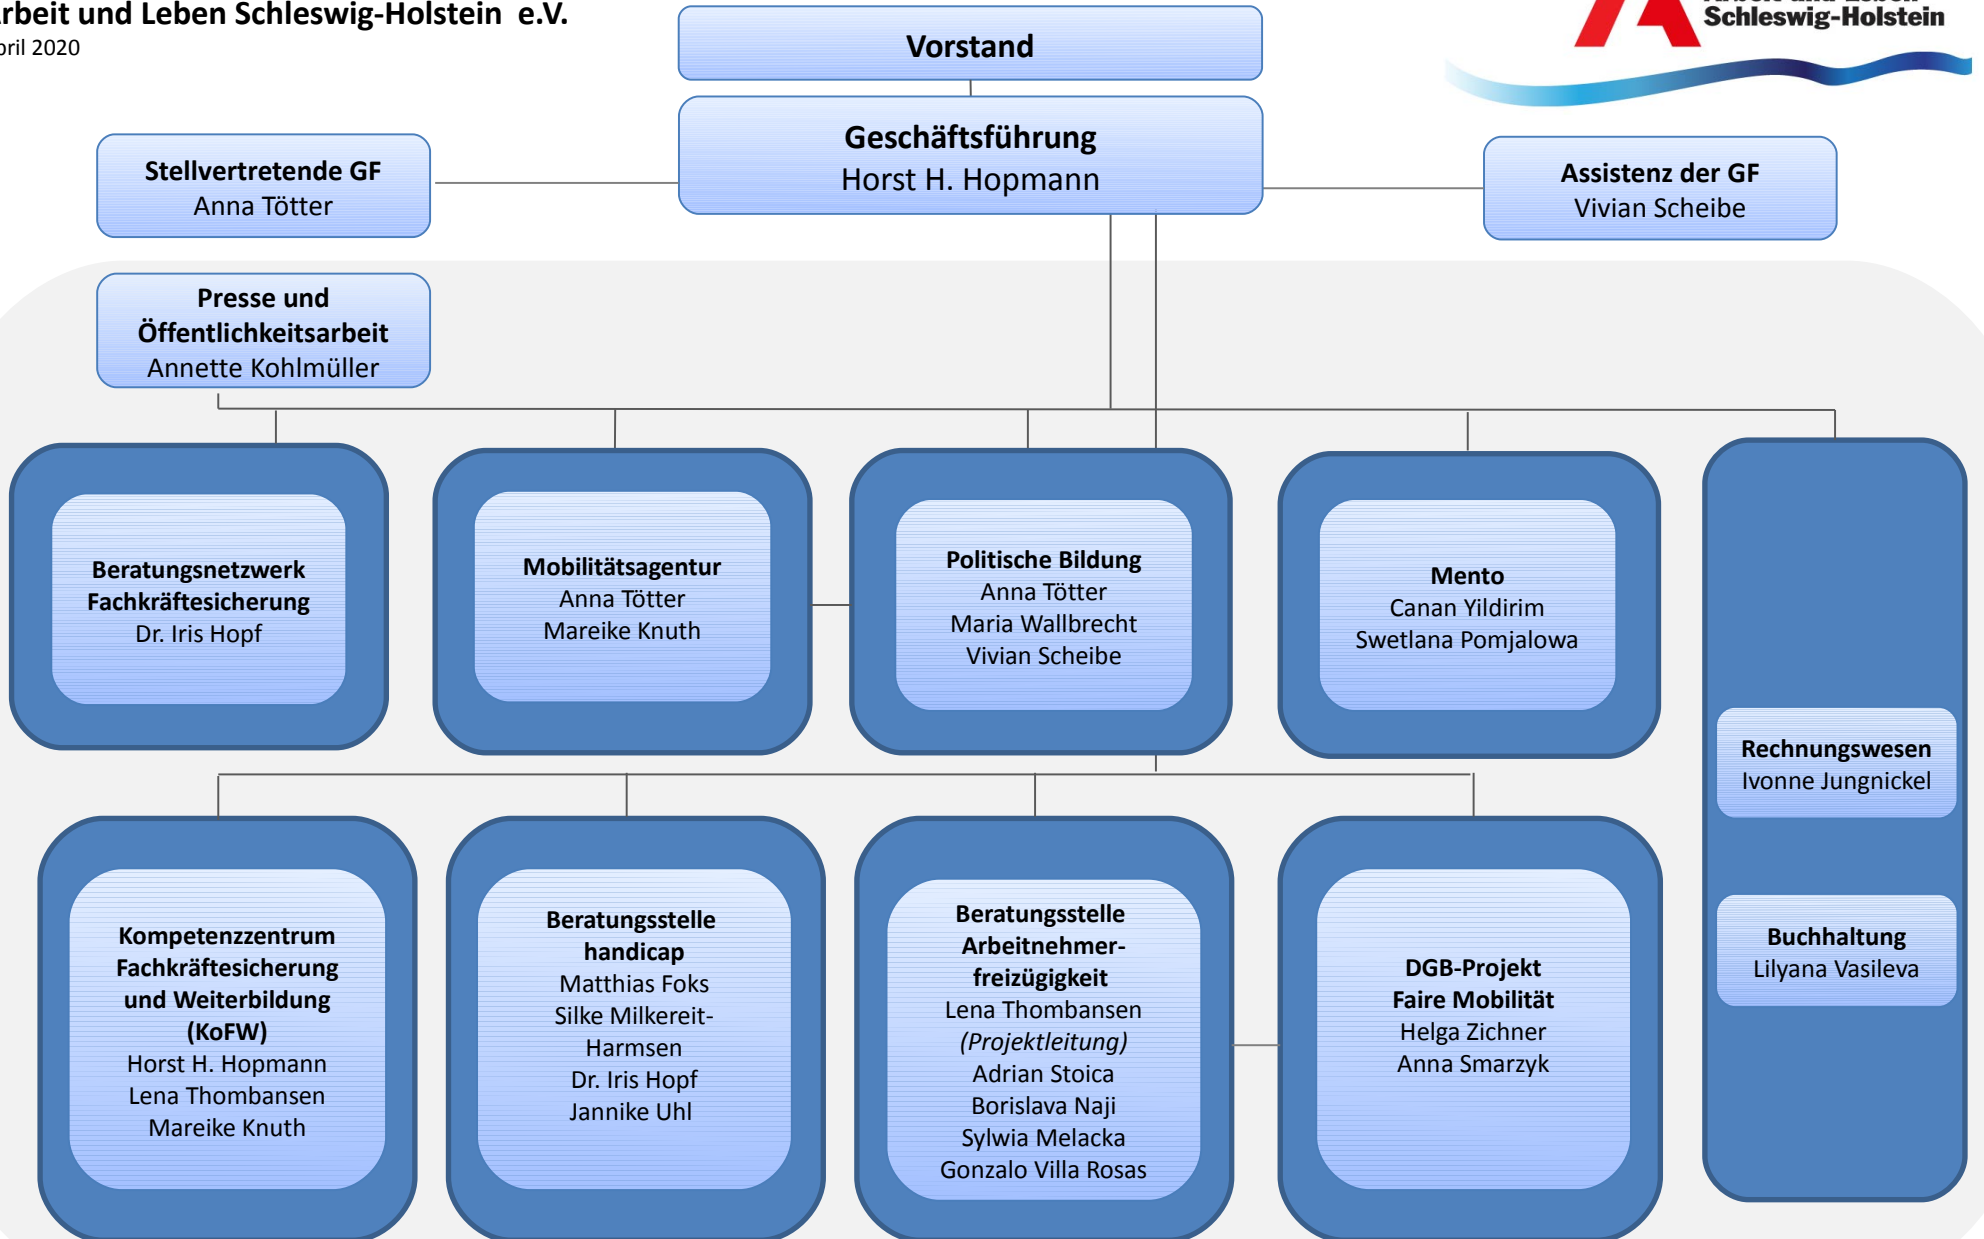 rbeit und Leben Schleswig-Holstein e.V.
pril 2020
Schleswig-Holstein
Vorstand
Geschäftsführung
Horst H. Hopmann
Stellvertretende GF
Anna Tötter
Assistenz der GF
Vivian Scheibe
Presse und
Öffentlichkeitsarbeit
Annette Kohlmüller
Beratungsnetzwerk
Fachkräftesicherung
Dr. Iris Hopf
Mobilitätsagentur
Anna Tötter
Mareike Knuth
Politische Bildung
Anna Tötter
Maria Wallbrecht
Vivian Scheibe
Mento
Canan Yildirim
Swetlana Pomjalowa
Rechnungswesen
Ivonne Jungnickel
Buchhaltung
Lilyana Vasileva
Kompetenzzentrum
Fachkräftesicherung
und Weiterbildung
(KoFW)
Horst H. Hopmann
Lena Thombansen
Mareike Knuth
Beratungsstelle
handicap
Matthias Foks
Silke Milkereit-
Harmsen
Dr. Iris Hopf
Jannike Uhl
Beratungsstelle
Arbeitnehmer-
freizügigkeit
Lena Thombansen
(Projektleitung)
Adrian Stoica
Borislava Naji
Sylwia Melacka
Gonzalo Villa Rosas
DGB-Projekt
Faire Mobilität
Helga Zichner
Anna Smarzyk